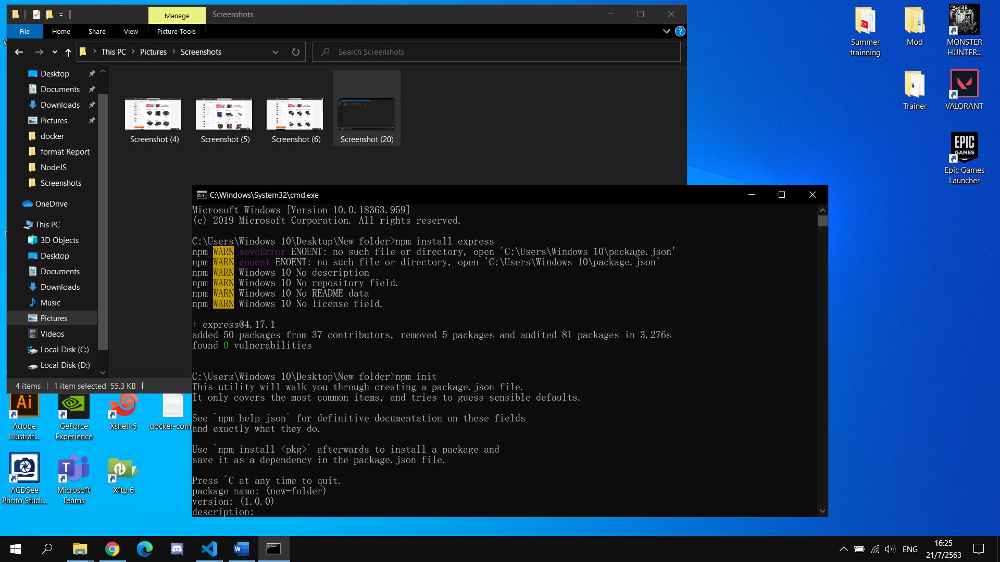 Manage
Screenshots
File
Home
Share
View
Picture Tools
This PC
Pictures
Screenshots
Search Screenshots
Desktop
Documents
Downloads
Pictures
docker
format Report
NodeJS
Screenshots
OneDrive
This PC
3D Objects
Desktop
Documents
Downloads
Music
Pictures
Videos
Local Disk (C:)
Local Disk (D:)
Screenshot (4)
Screenshot (5)
Screenshot (6)
Screenshot (20)
4 items
1 item selected 55.3 KB
C:\Windows\System32\cmd.exe
Microsoft Windows [Version 10.0.18363.959]
(c) 2019 Microsoft Corporation. All rights reserved.
C:\Users\Windows 10\Desktop\New folder>npm install express
npm WARN saveError ENOENT: no such file or directory, open 'C:\Users\Windows 10\package.json'
npm WARN enoent ENOENT: no such file or directory, open 'C:\Users\Windows 10\package.json'
npm WARN Windows 10 No description
npm WARN Windows 10 No repository field.
npm WARN Windows 10 No README data
npm WARN Windows 10 No license field.
+ express@4.17.1
added 50 packages from 37 contributors, removed 5 packages and audited 81 packages in 3.276s
found 0 vulnerabilities
C:\Users\Windows 10\Desktop\New folder>npm init
This utility will walk you through creating a package.json file.
It only covers the most common items, and tries to guess sensible defaults.
See `npm help json` for definitive documentation on these fields
and exactly what they do.
Use `npm install <pkg>` afterwards to install a package and
save it as a dependency in the package.json file.
Press ^C at any time to quit.
package name: (new-folder)
version: (1.0.0)
description:
Summer
trainning
Mod
MONSTER
HUNTER...
Trainer
VALORANT
EPIC
GAMES
Epic Games
Launcher
Ai
Adobe
Illustrat...
GeForce
Experience
Xshell 6
docker-com
ACDSee
Photo Studi...
Microsoft
Teams
Xftp 6
ENG
16:25
21/7/2563